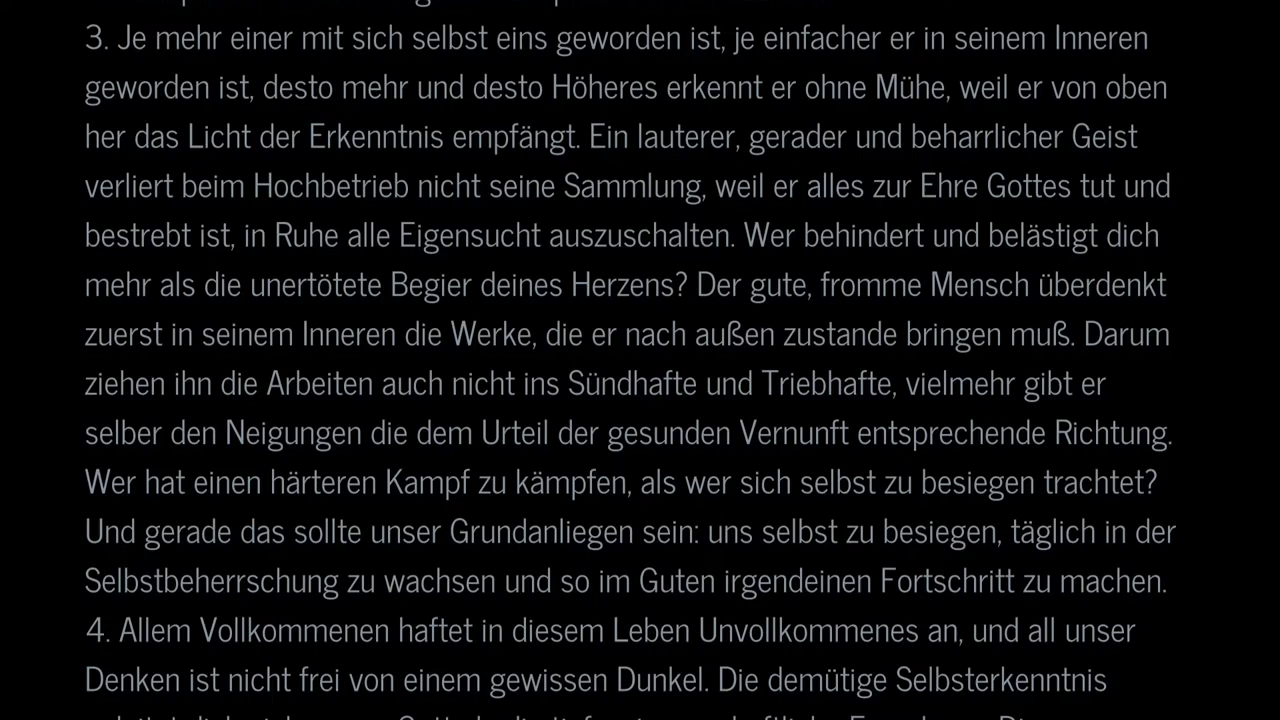 3. Je mehr einer mit sich selbst eins geworden ist, je einfacher er in seinem Inneren
geworden ist, desto mehr und desto Höheres erkennt er ohne Mühe, weil er von oben
her das Licht der Erkenntnis empfängt. Ein lauterer, gerader und beharrlicher Geist
verliert beim Hochbetrieb nicht seine Sammlung, weil er alles zur Ehre Gottes tut und
bestrebt ist, in Ruhe alle Eigensucht auszuschalten. Wer behindert und belästigt dich
mehr als die unertötete Begier deines Herzens? Der gute, fromme Mensch überdenkt
zuerst in seinem Inneren die Werke, die er nach außen zustande bringen muß. Darum
ziehen ihn die Arbeiten auch nicht ins Sündhafte und Triebhafte, vielmehr gibt er
selber den Neigungen die dem Urteil der gesunden Vernunft entsprechende Richtung.
Wer hat einen härteren Kampf zu kämpfen, als wer sich selbst zu besiegen trachtet?
Und gerade das sollte unser Grundanliegen sein: uns selbst zu besiegen, täglich in der
Selbstbeherrschung zu wachsen und so im Guten irgendeinen Fortschritt zu machen.
4. Allem Vollkommenen haftet in diesem Leben Unvollkommenes an, und all unser
Denken ist nicht frei von einem gewissen Dunkel. Die demütige Selbsterkenntnis